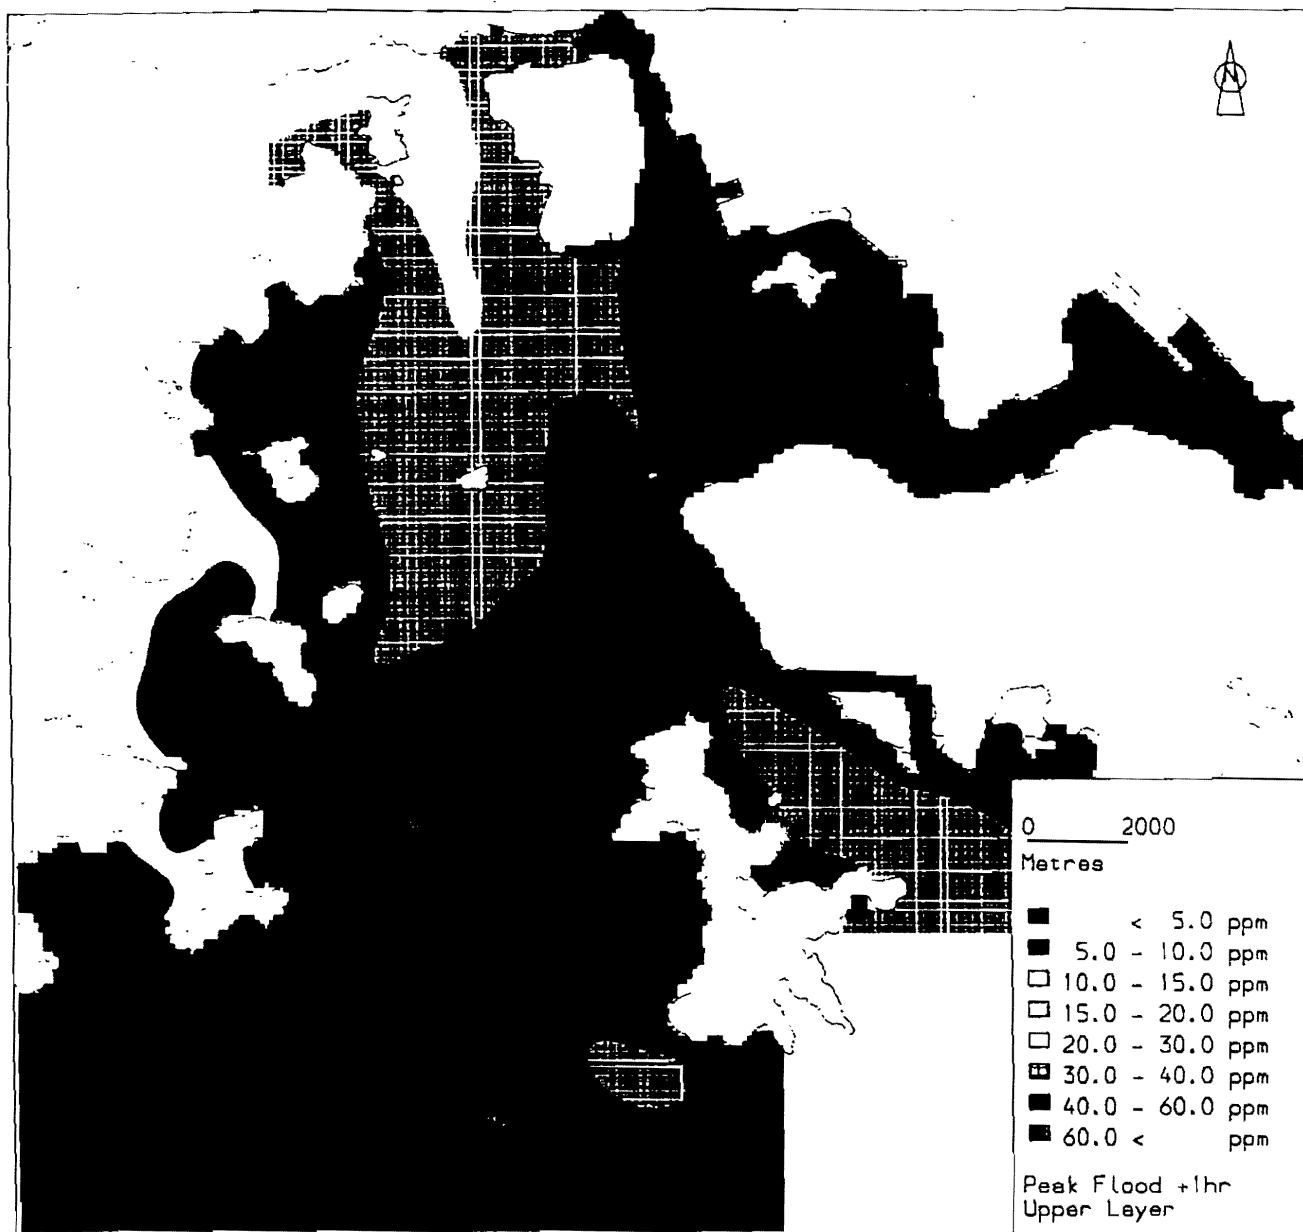 N
0 2000
Metres
< 5.0 ppm
5.0 - 10.0 ppm
10.0 - 15.0 ppm
15.0 - 20.0 ppm
20.0 - 30.0 ppm
30.0 - 40.0 ppm
40.0 - 60.0 ppm
60.0 < ppm
Peak Flood +1hr
Upper Layer